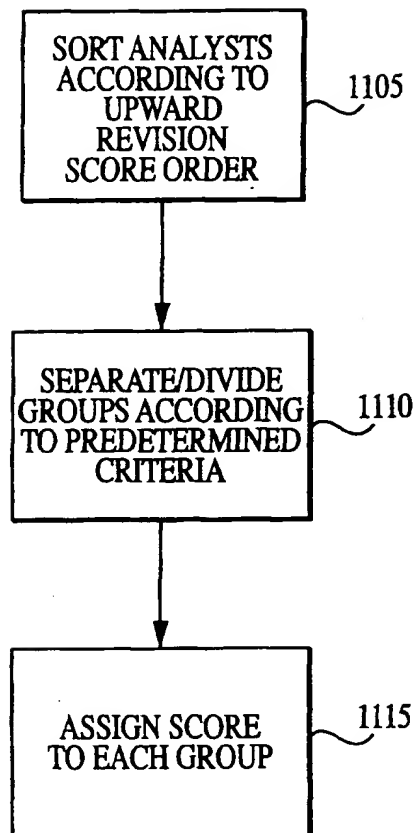 SORT ANALYSTS
ACCORDING TO
UPWARD
REVISION
SCORE ORDER
1105
SEPARATE/DIVIDE
GROUPS ACCORDING
TO PREDETERMINED
CRITERIA
1110
ASSIGN SCORE
TO EACH GROUP
1115